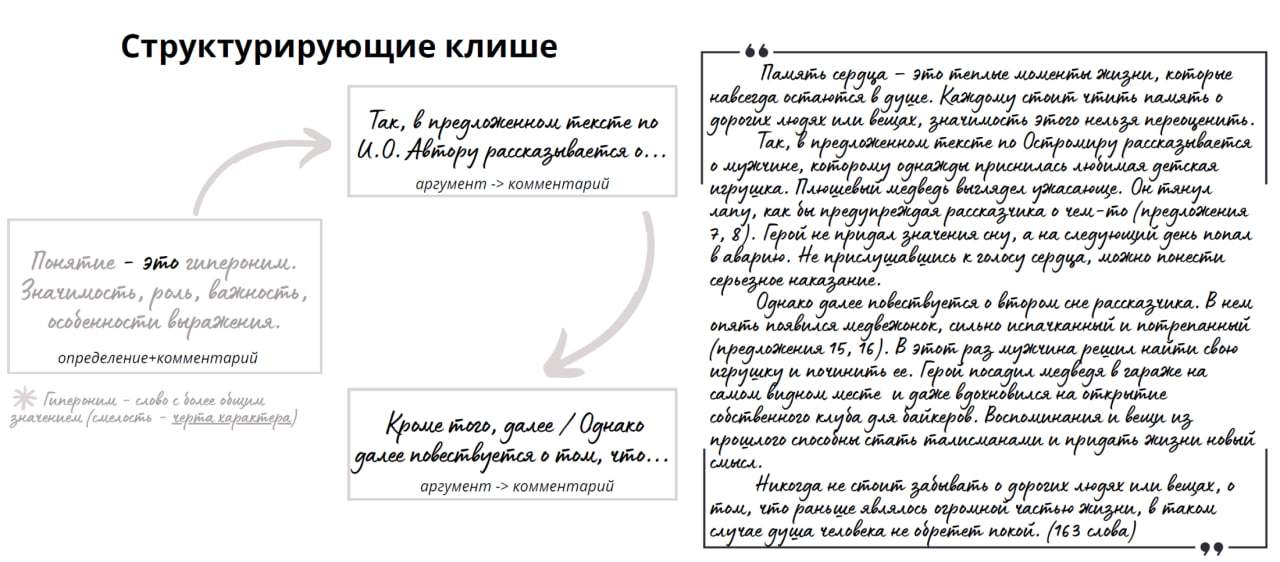 Структурирующие клише
Так, в предложенном тексте по
И.О. Автору рассказывается о...
аргумент -> комментарий
Понятие - это гипероним.
Значимость, роль, важность,
особенности выражения.
определение+комментарий
Гипероним - слово с более общим
значением (смелость - черта характера)
Кроме того, далее / Однако
далее повествуется о том, что...
аргумент -> комментарий
Память сердца - это теплые моменты жизни, которые
навсегда остаются в душе. Каждому стоит чтить память о
дорогих людях или вещах, значимость этого нельзя переоценить.
Так, в предложенном тексте по Остромиру рассказывается
о мужчине, которому однажды приснилась любимая детская
игрушка. Плюшевый медведь выглядел ужасающе. Он тянул
лапу, как бы предупреждая рассказчика о чем-то (предложения
7, 8). Герой не придал значения сну, а на следующий день попал
в аварию. Не прислушавшись к голосу сердца, можно понести
серьезное наказание.
Однако далее повествуется о втором сне рассказчика. В нем
опять появился медвежонок, сильно испачканный и потрепанный
(предложения 15, 16). В этот раз мужчина решил найти свою
игрушку и починить ее. Герой посадил медведя в гараже на
самом видном месте и даже вдохновился на открытие
собственного клуба для байкеров. Воспоминания и вещи из
прошлого способны стать талисманами и придать жизни новый
смысл.
Никогда не стоит забывать о дорогих людях или вещах, о
том, что раньше являлось огромной частью жизни, в таком
случае душа человека не обретет покой. (163 слова)